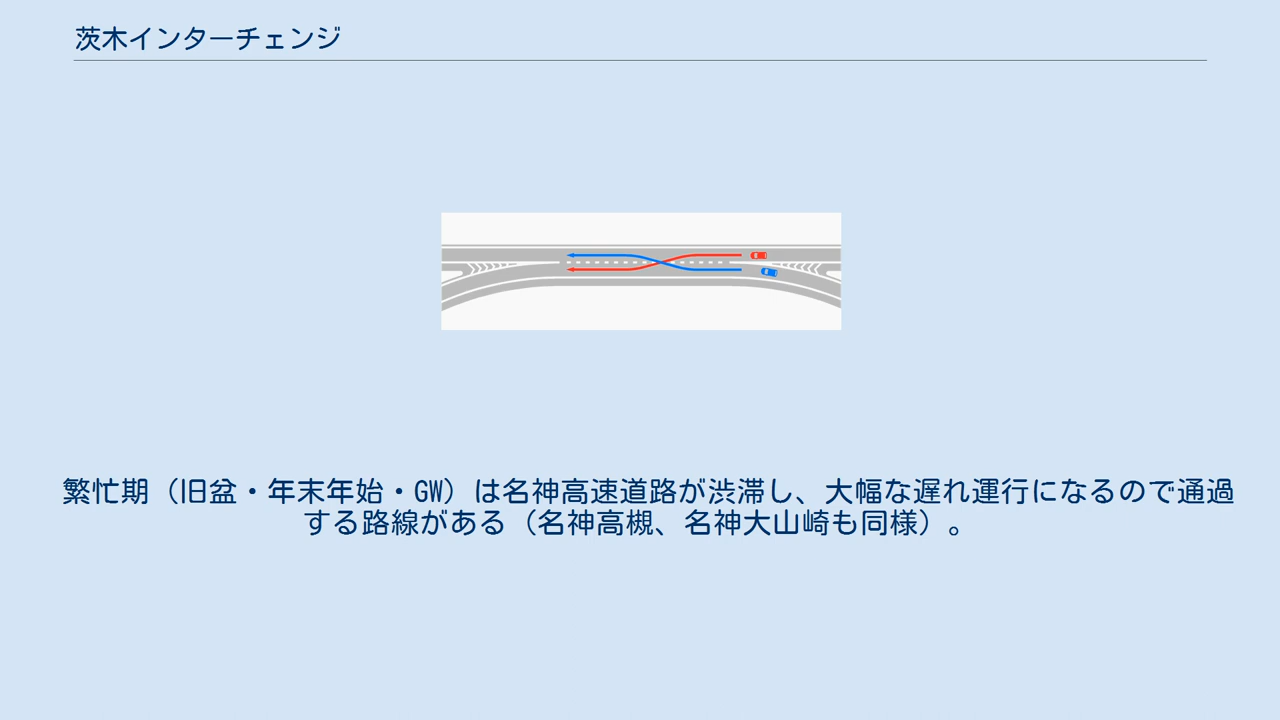 茨木インターチェンジ
繁忙期（旧盆・年末年始・GW）は名神高速道路が渋滞し、大幅な遅れ運行になるので通過
する路線がある（名神高槻、名神大山崎も同様）。